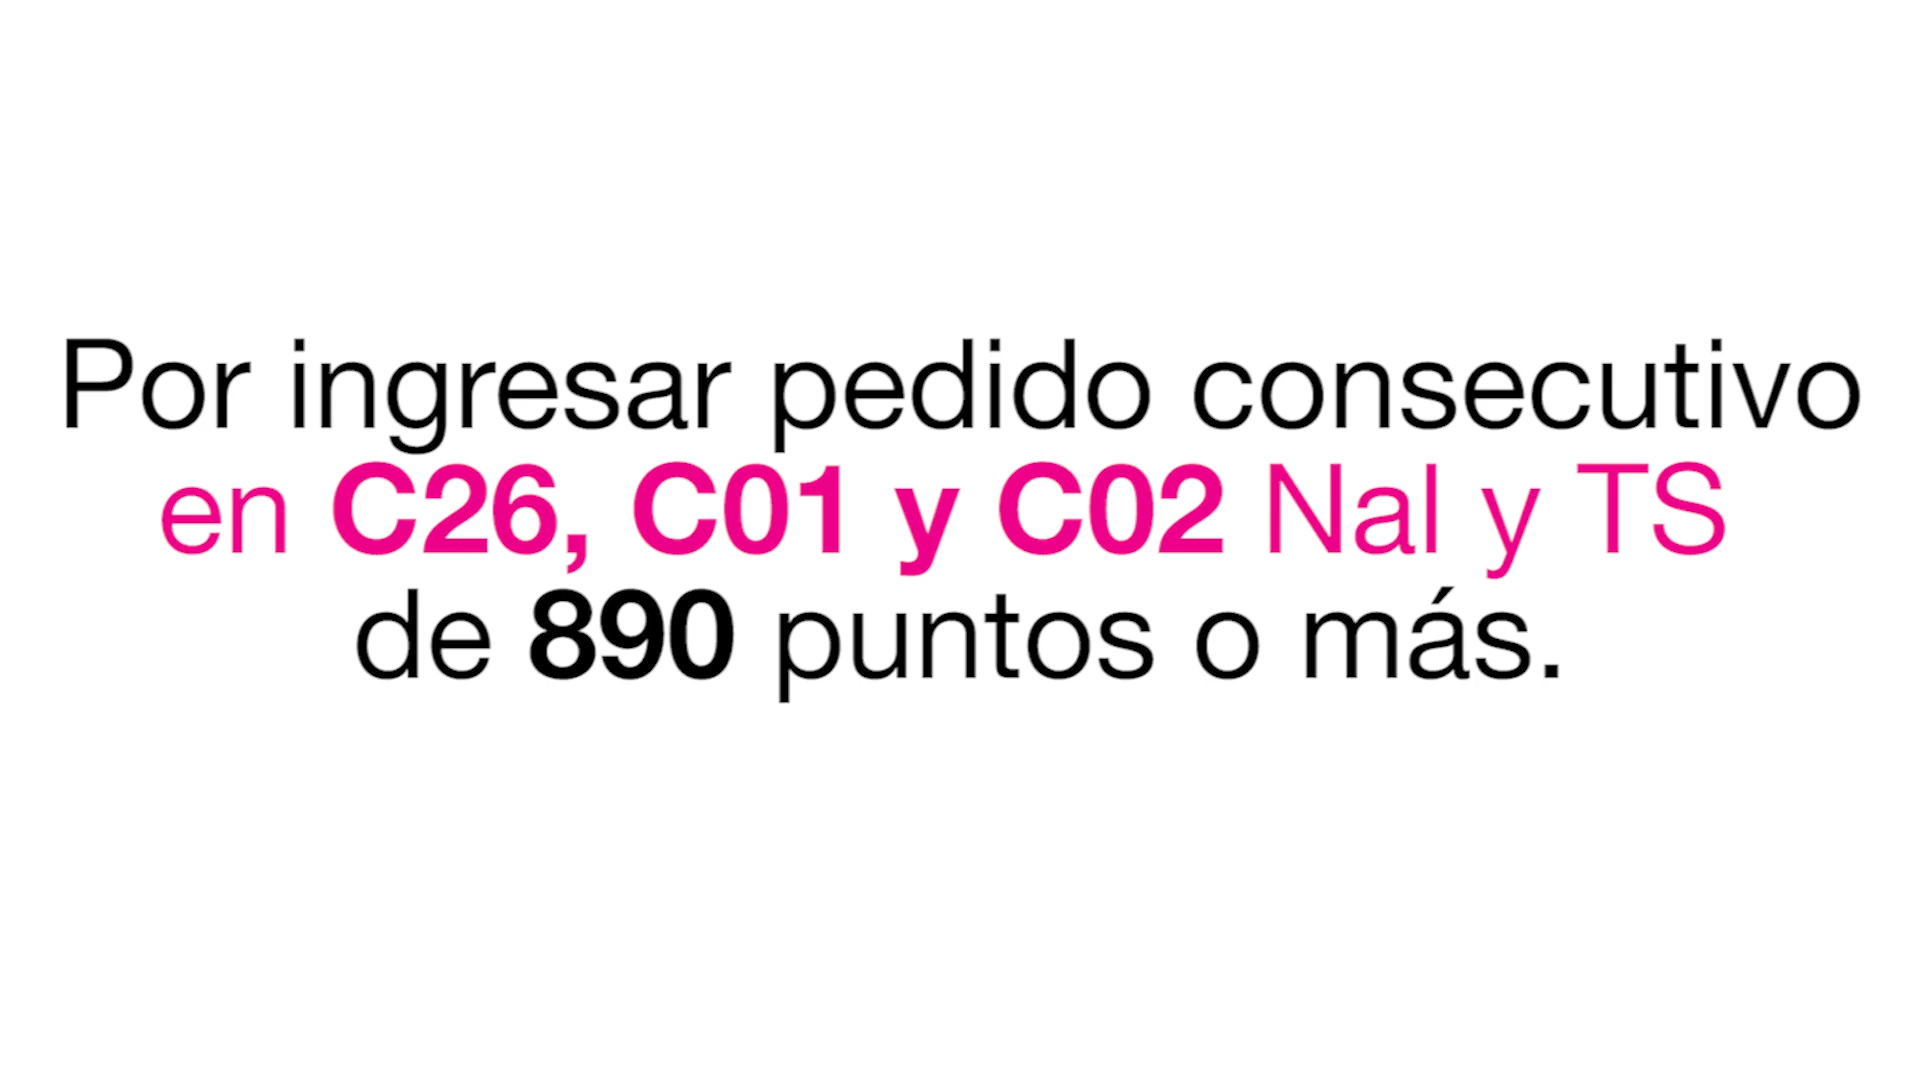 Por ingresar pedido consecutivo
en C26, C01 y C02 Nal y TS
de 890 puntos o más.